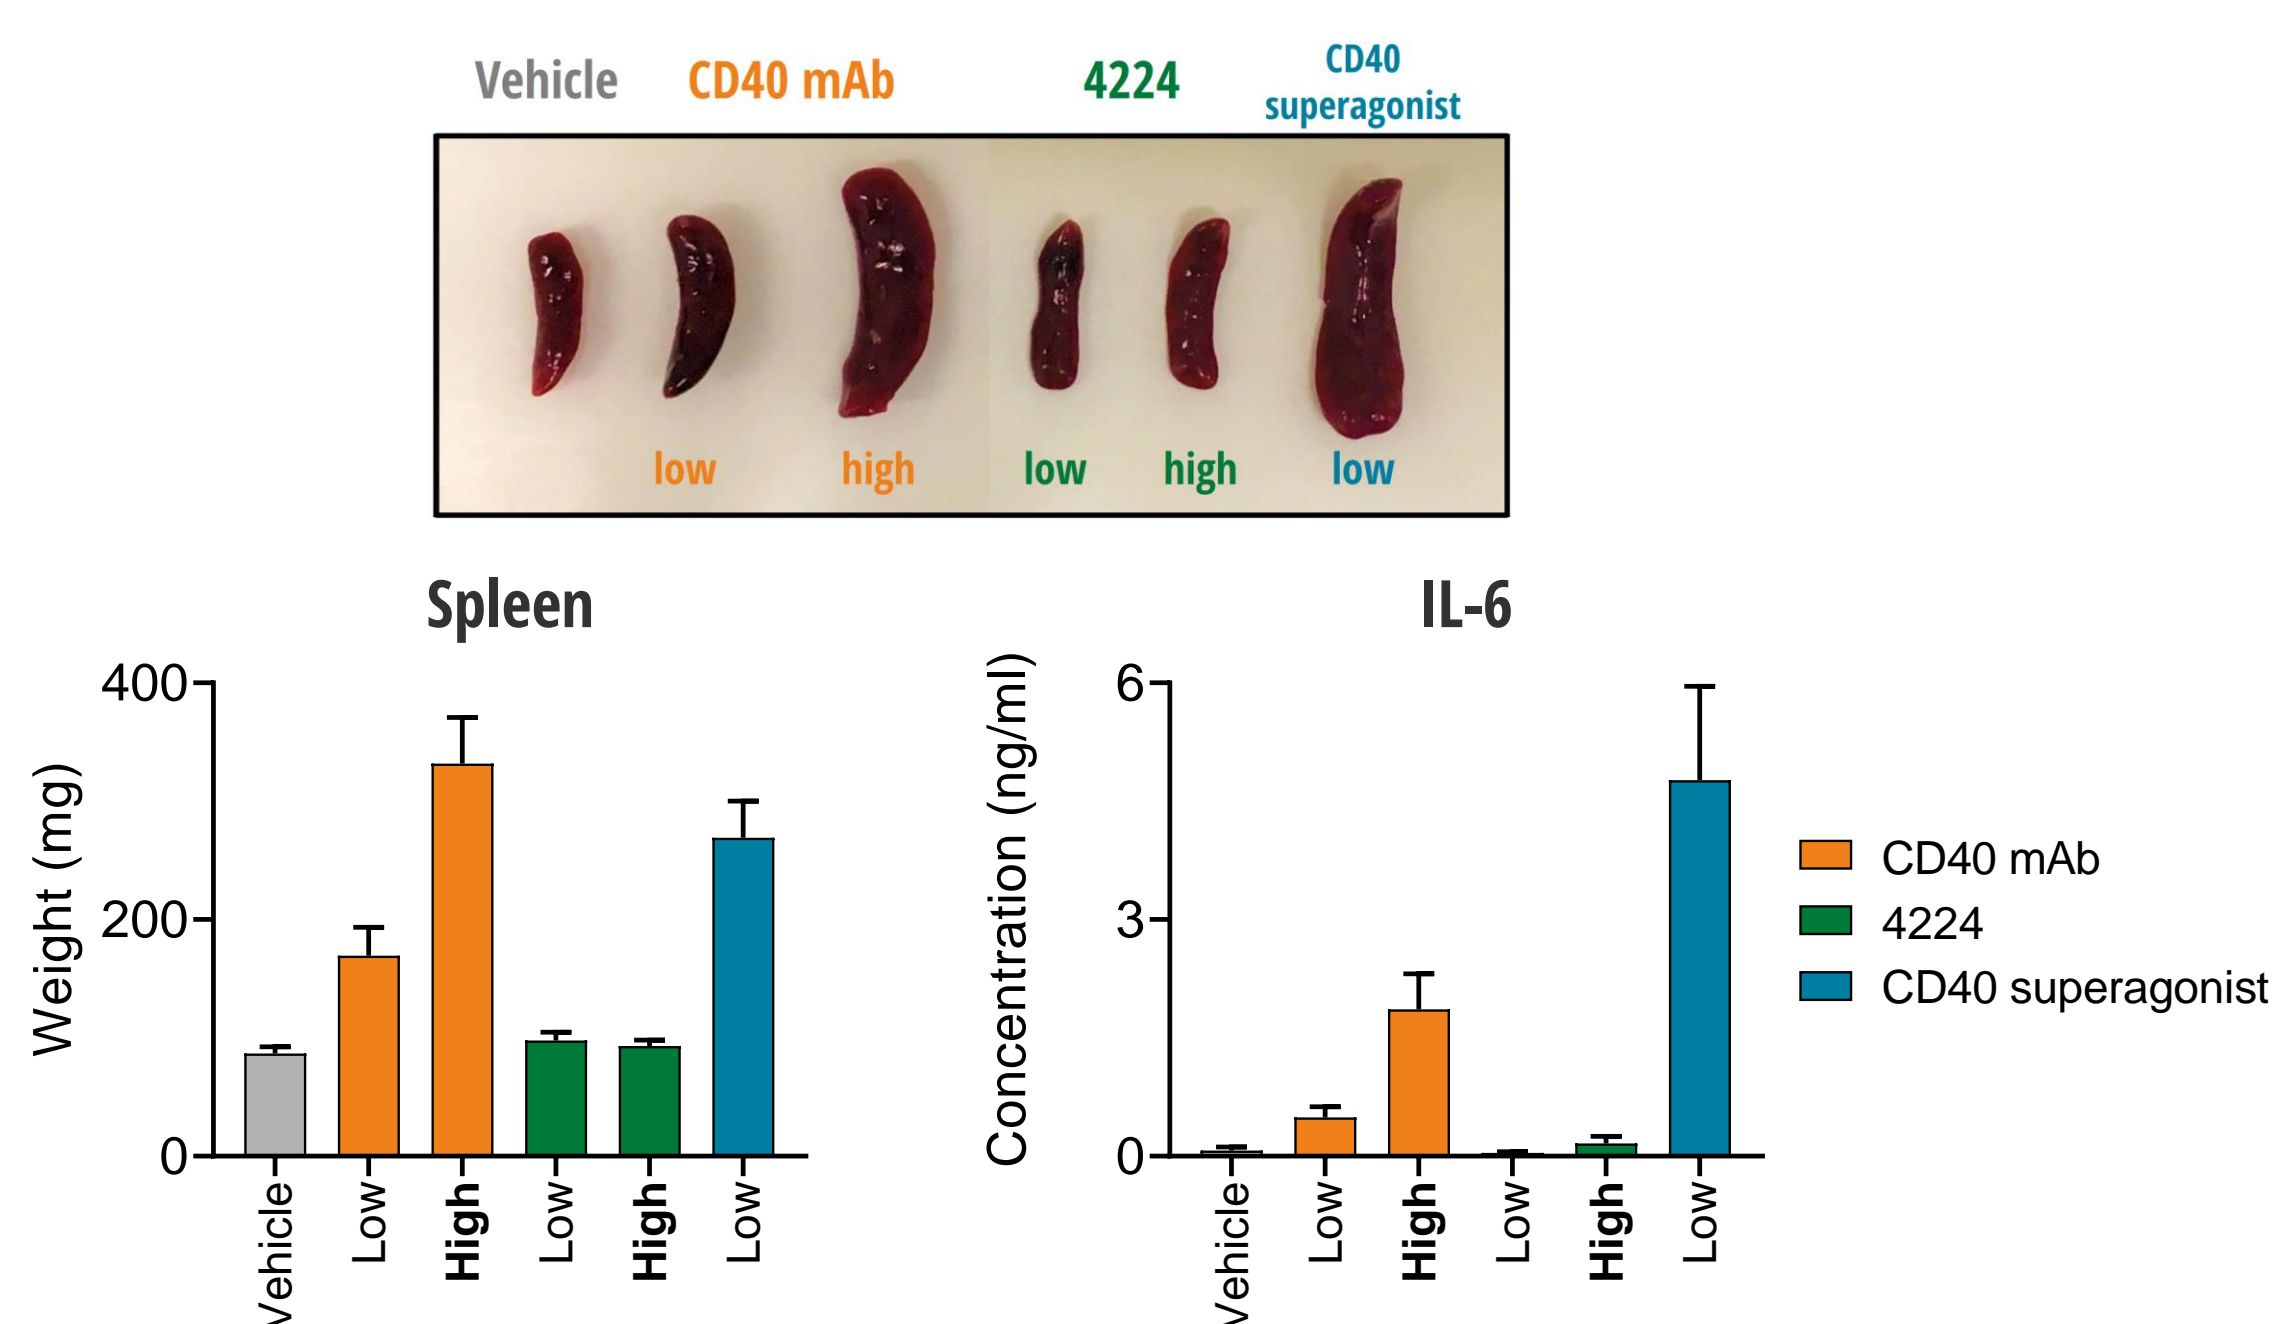 Vehicle
CD40 mAb
4224
CD40
superagonist
low
high
low
high
low
Spleen
Weight (mg)
400
200
0
Vehicle
Low
High
Low
High
Low
IL-6
Concentration (ng/ml)
6
3
0
Vehicle
Low
High
Low
High
Low
CD40 mAb
4224
CD40 superagonist